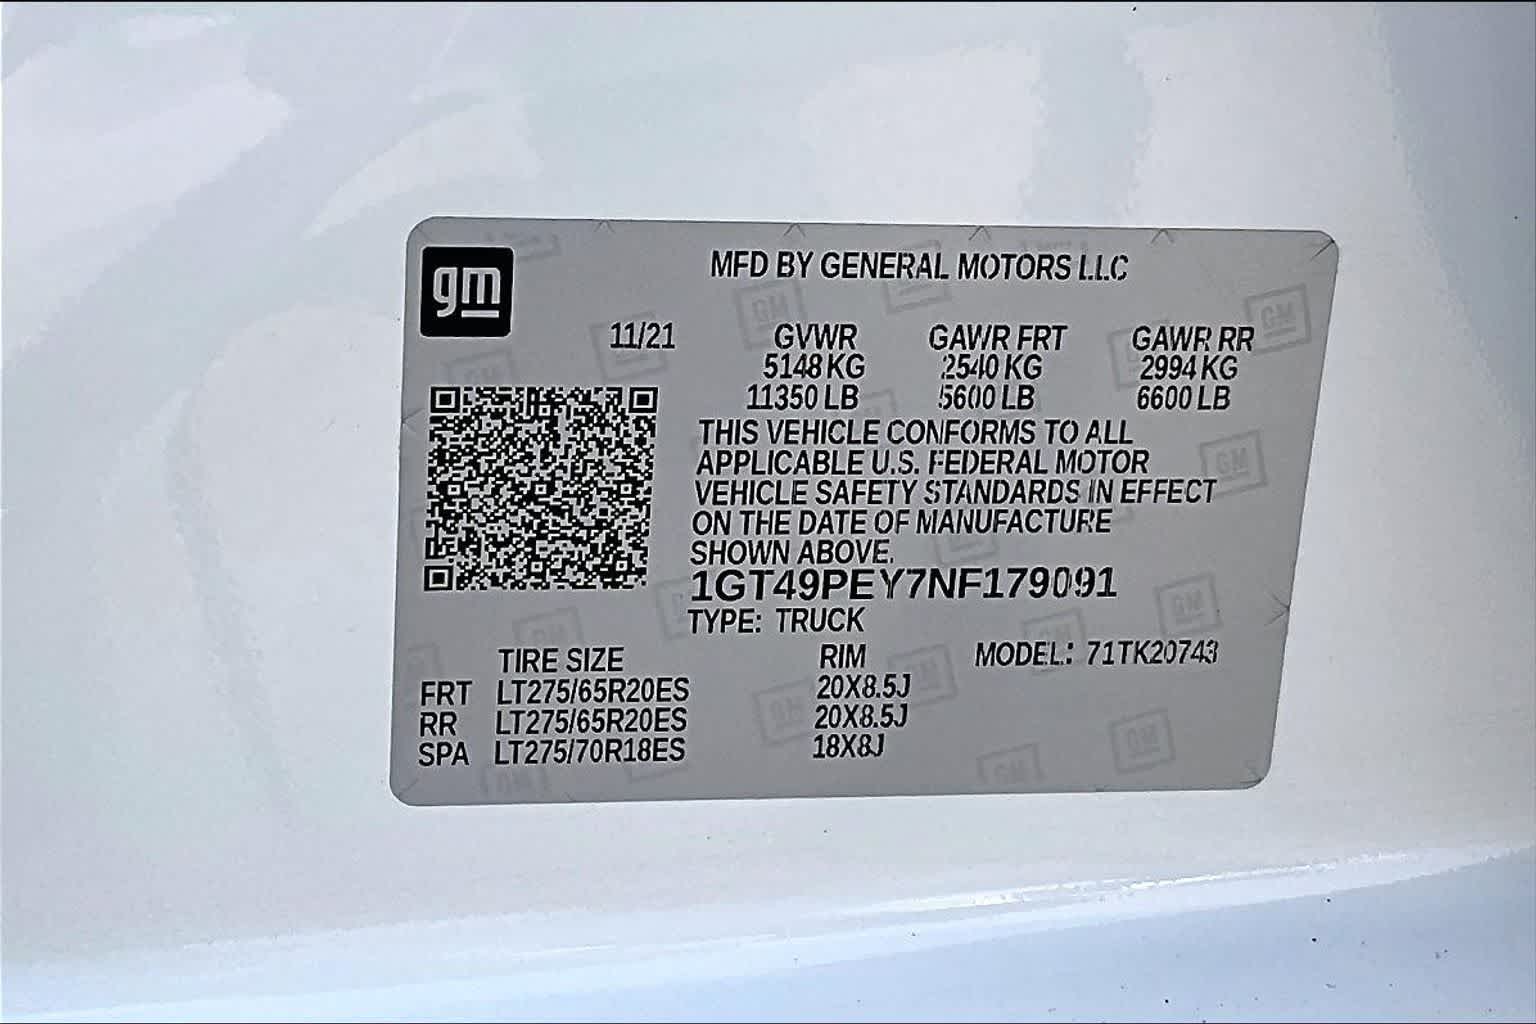 gm
MFD BY GENERAL MOTORS LLC
11/21 GVWR GAWR FRT GAWR RR
5148 KG 2540 KG 2994 KG
11350 LB 5600 LB 6600 LB
THIS VEHICLE CONFORMS TO ALL
APPLICABLE U.S. FEDERAL MOTOR
VEHICLE SAFETY STANDARDS IN EFFECT
ON THE DATE OF MANUFACTURE
SHOWN ABOVE.
1GT49PEY7NF179091
TYPE: TRUCK
TIRE SIZE RIM MODEL: 71TK20743
FRT LT275/65R20ES 20X8.5J
RR LT275/65R20ES 20X8.5J
SPA LT275/70R18ES 18X8J